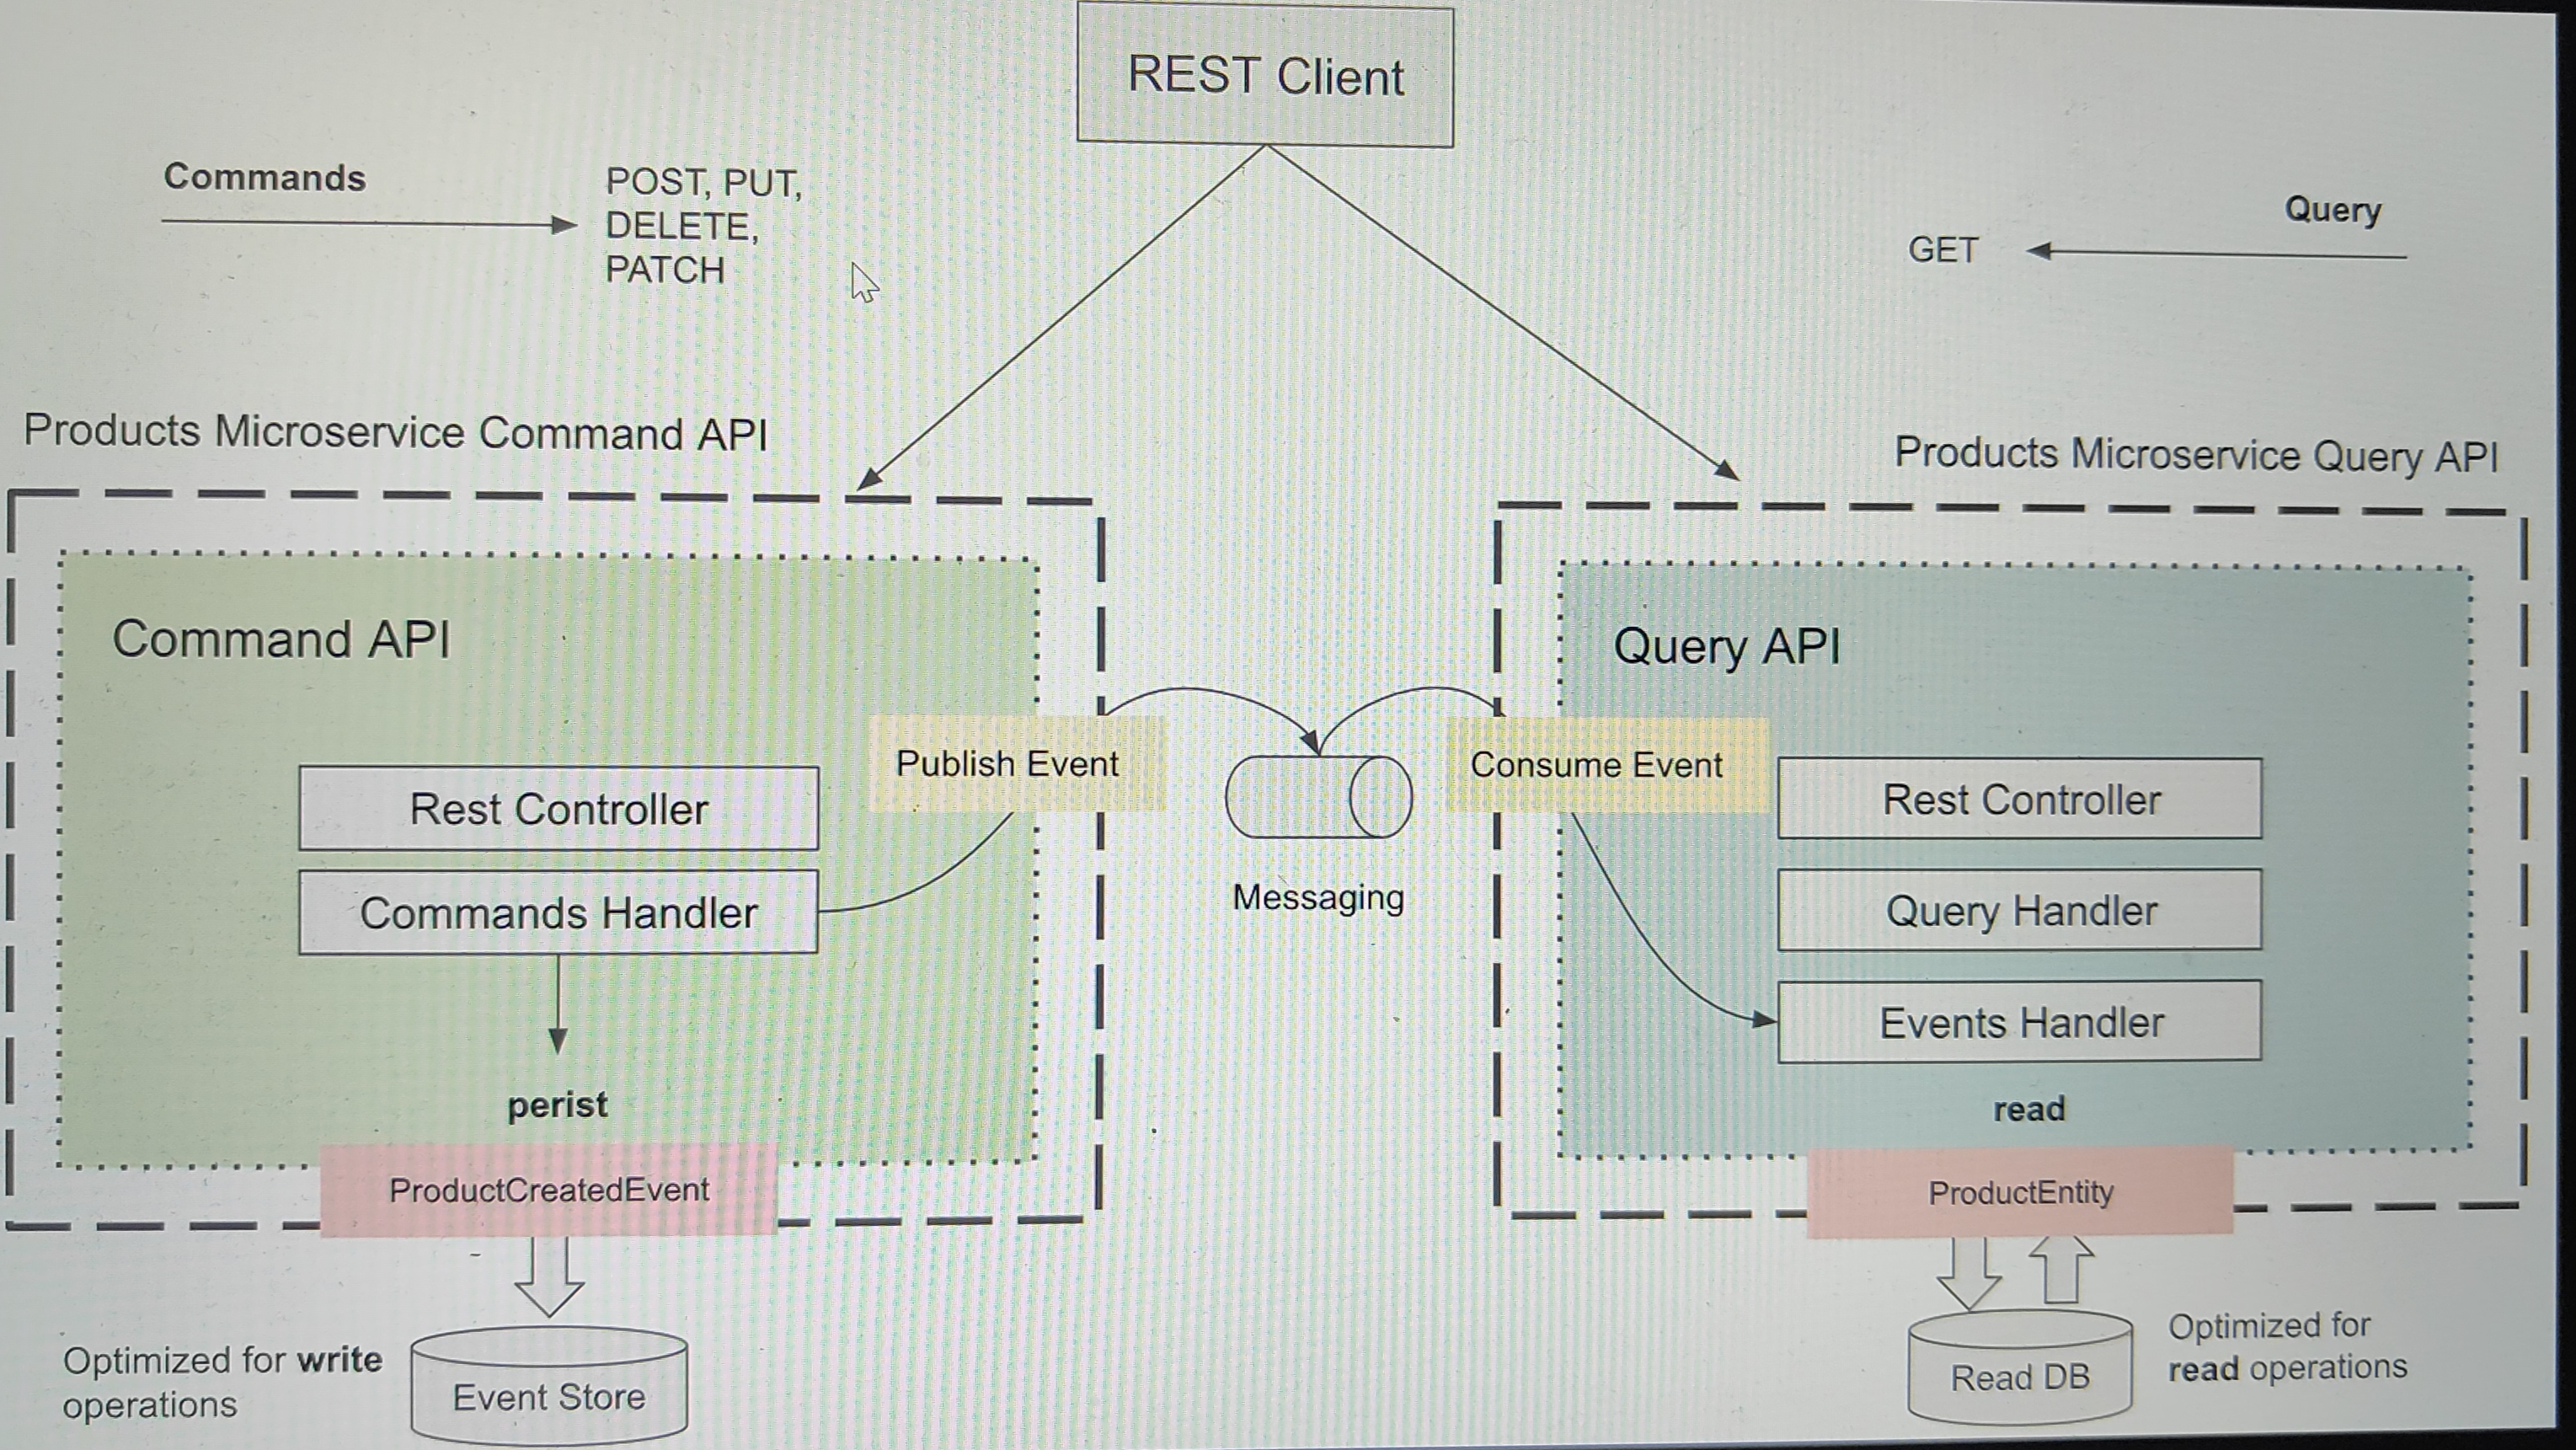 REST Client
Commands
POST, PUT,
DELETE,
PATCH
Query
GET
Products Microservice Command API
Products Microservice Query API
Command API
Query API
Publish Event
Consume Event
Rest Controller
Commands Handler
Messaging
Rest Controller
Query Handler
Events Handler
perist
read
ProductCreatedEvent
ProductEntity
Optimized for write
operations
Event Store
Read DB
Optimized for
read operations